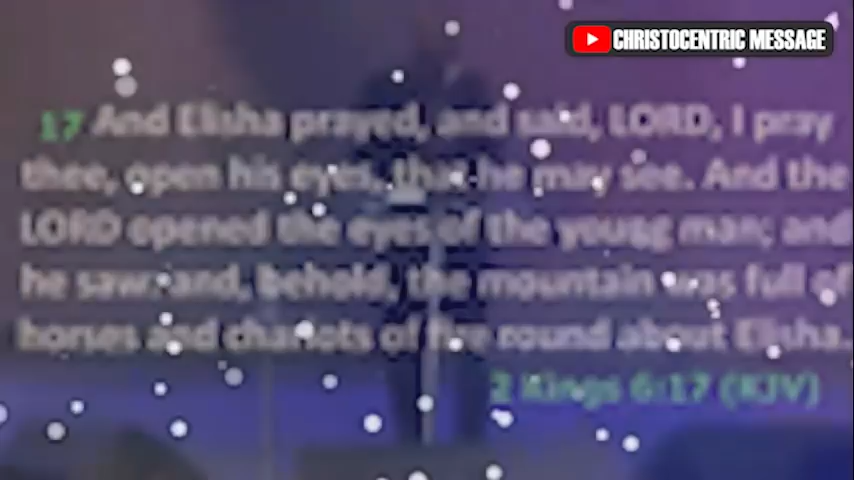 CHRISTOCENTRIC MESSAGE
17 And Elisha prayed, and said, LORD, I pray
thee, open his eyes, that he may see. And the
LORD opened the eyes of the young man; and
he saw: and, behold, the mountain was full of
horses and chariots of fire round about Elisha.
2 Kings 6:17 (KJV)